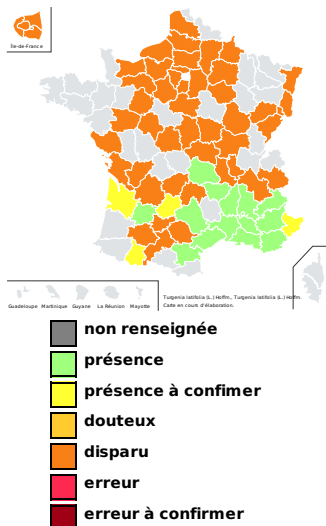 Île-de-France
Guadeloupe Martinique Guyane La Réunion Mayotte
Turgenia latifolia (L.) Hoffm., Turgenia latifolia (L.) Hoffm.
Carte en cours d'élaboration.
non renseignée
présence
présence à confimer
douteux
disparu
erreur
erreur à confirmer